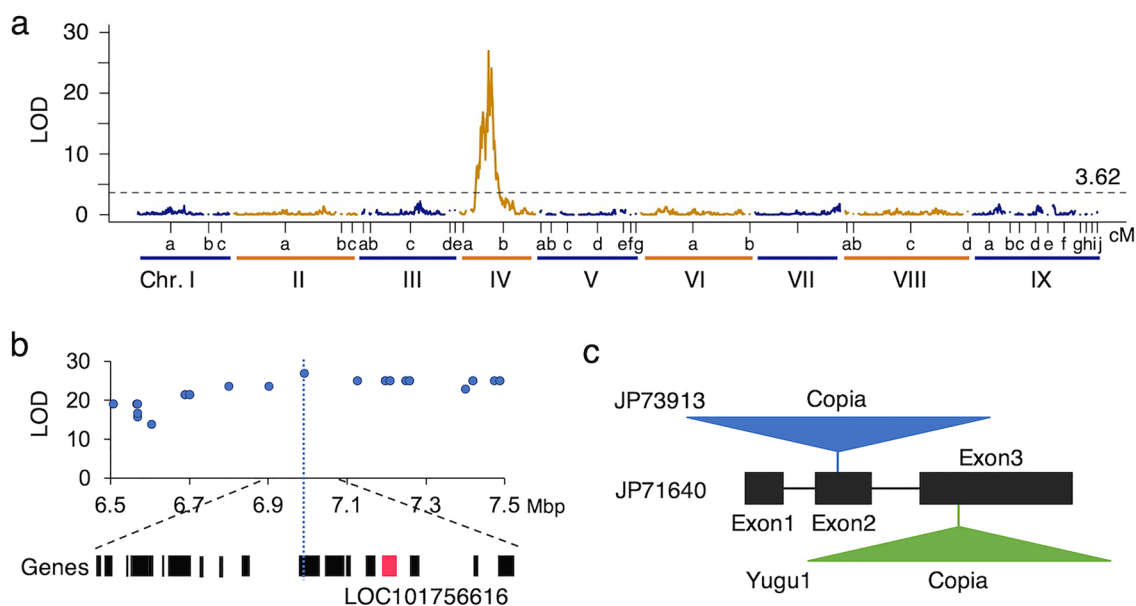 a
30
20
10
0
LOD
3.62
a b c a b c a b c d e a b a b c d e f g a b a b c d a b c d e f g h i j cM
Chr. I II III IV V VI VII VIII IX
b
30
20
10
0
LOD
6.5 6.7 6.9 7.1 7.3 7.5 Mbp
Genes
LOC101756616
c
JP73913 Copia
Exon3
JP71640
Exon1 Exon2
Yugu1 Copia